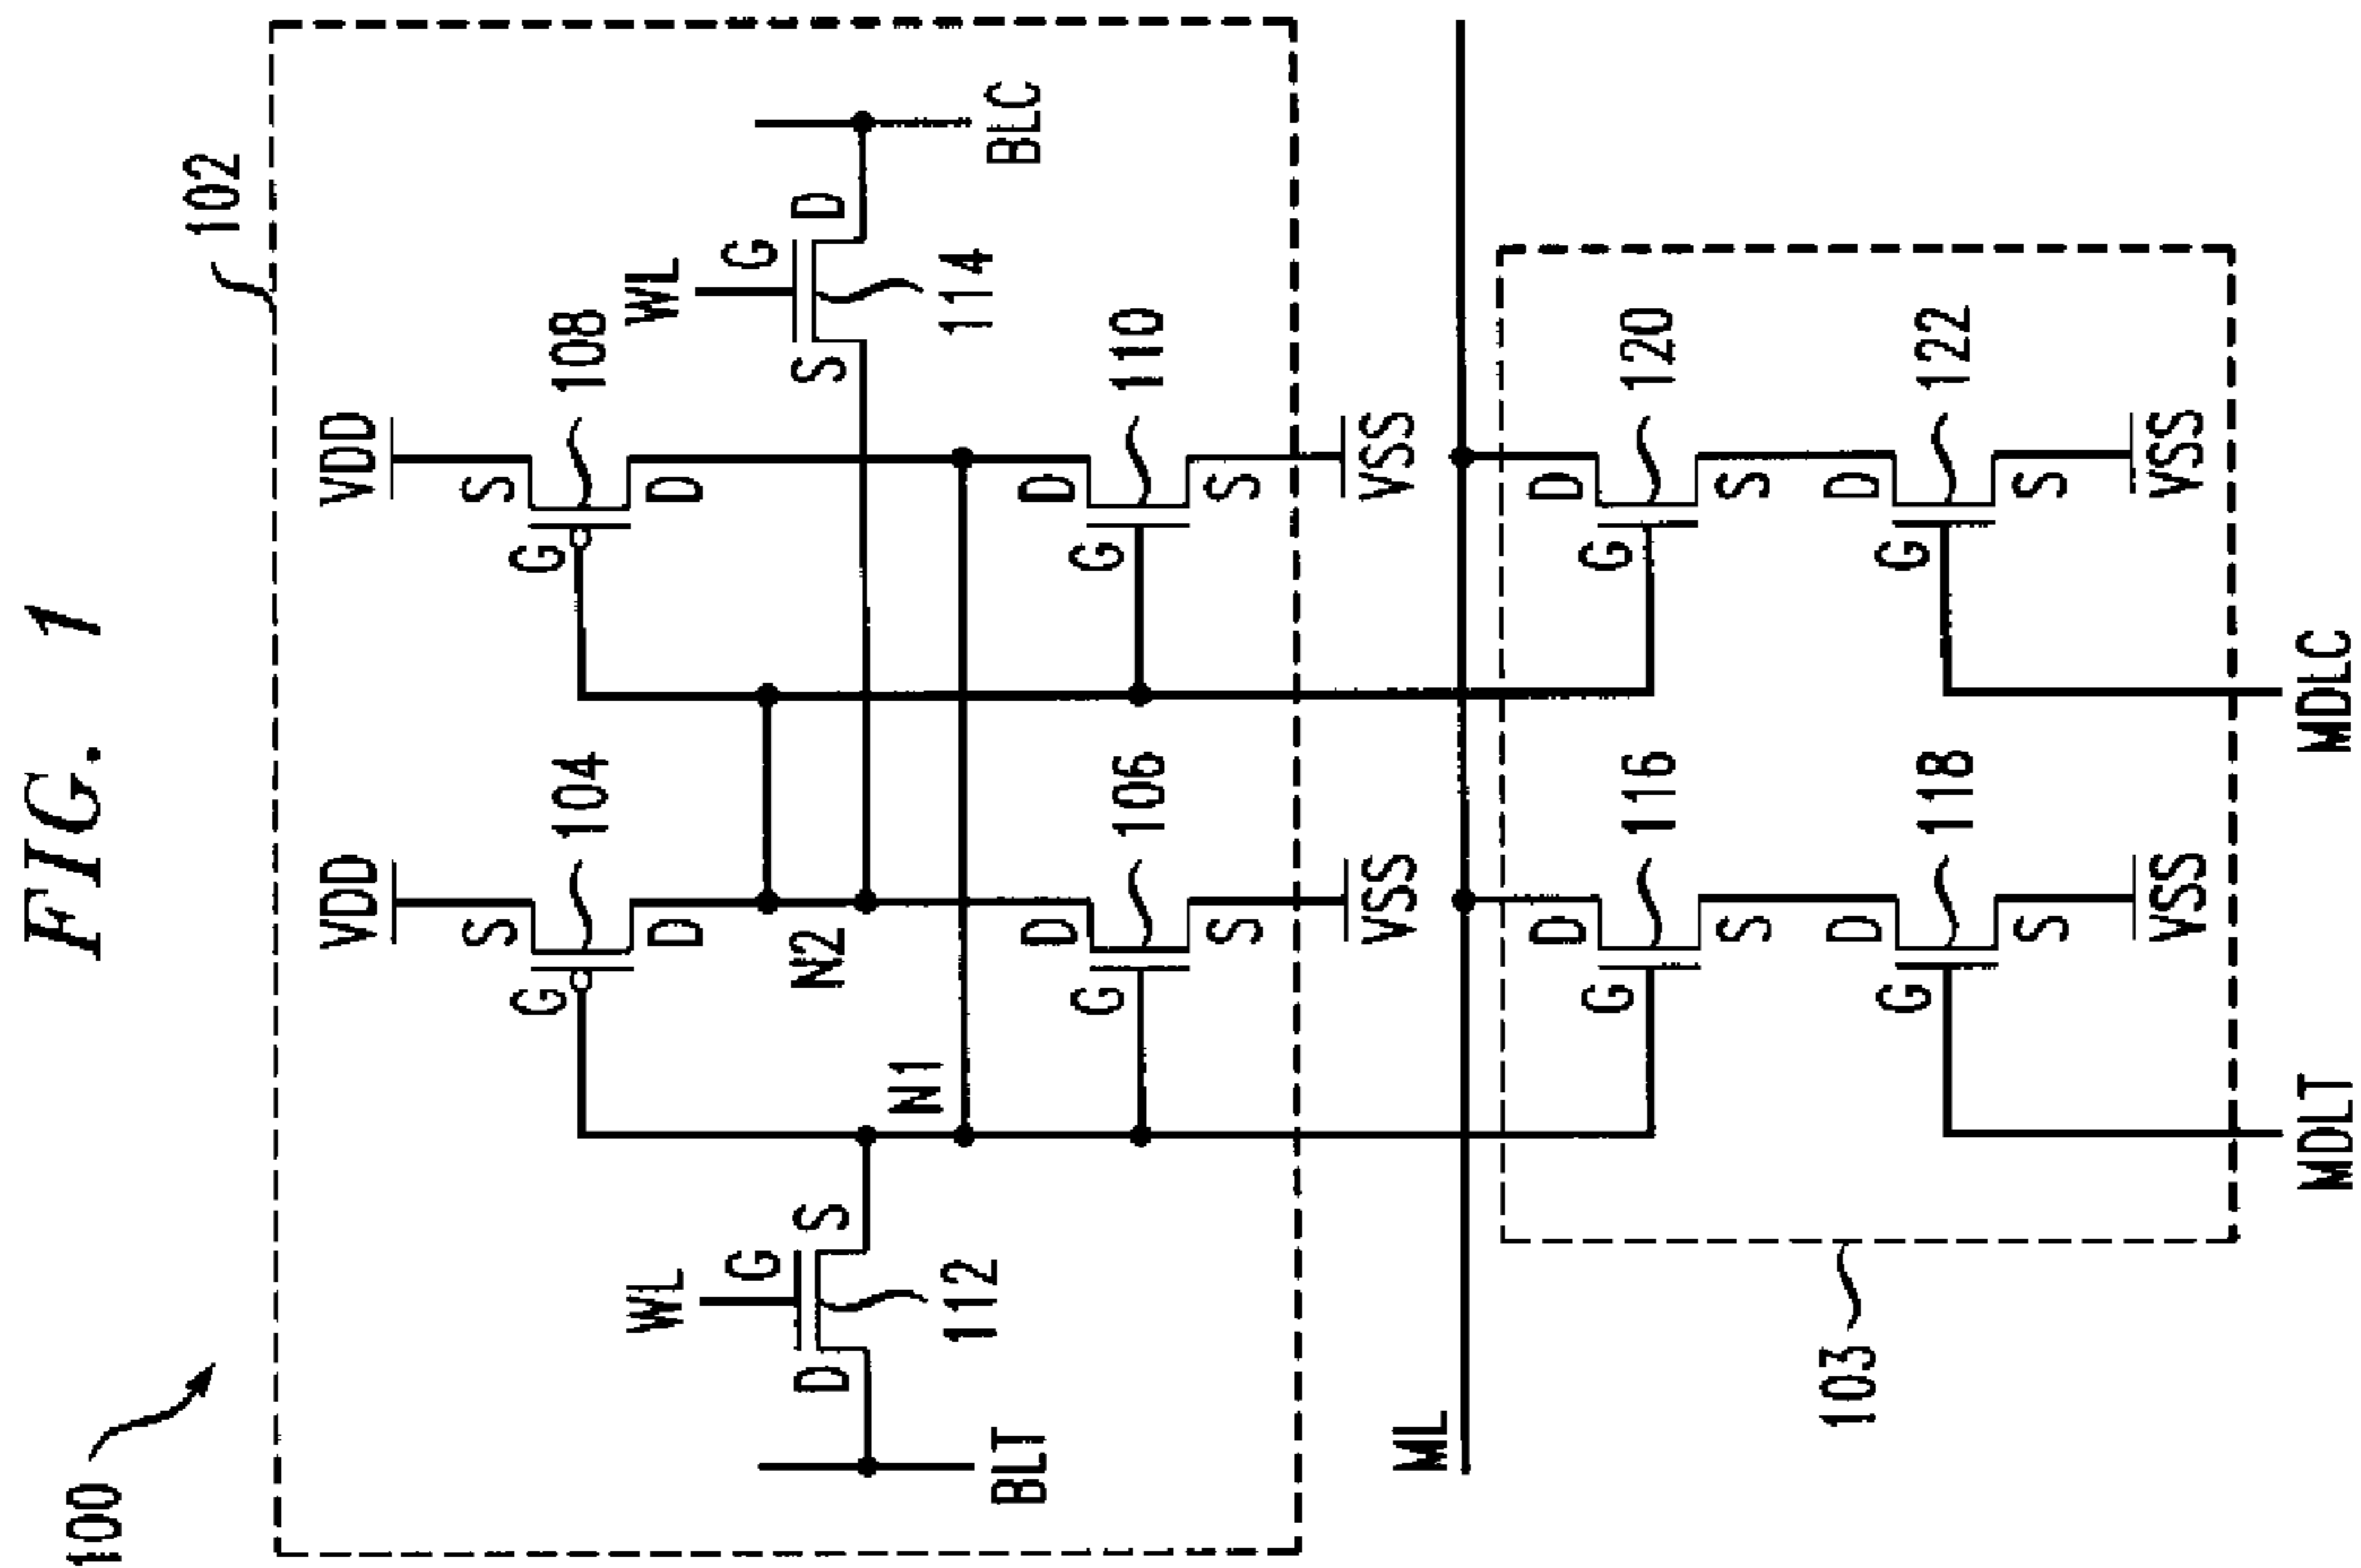 FIG. 1
100
102
VDD VDD
S S
G G
104 108
WL WL
D D
G G
D S N2 S D
N1
112 114
BLT BLC
D D
G G
106 110
S S
VSS VSS
ML
D D
G G
116 120
S S
103 D D
G G
118 122
S S
VSS VSS
MDLT MDLC